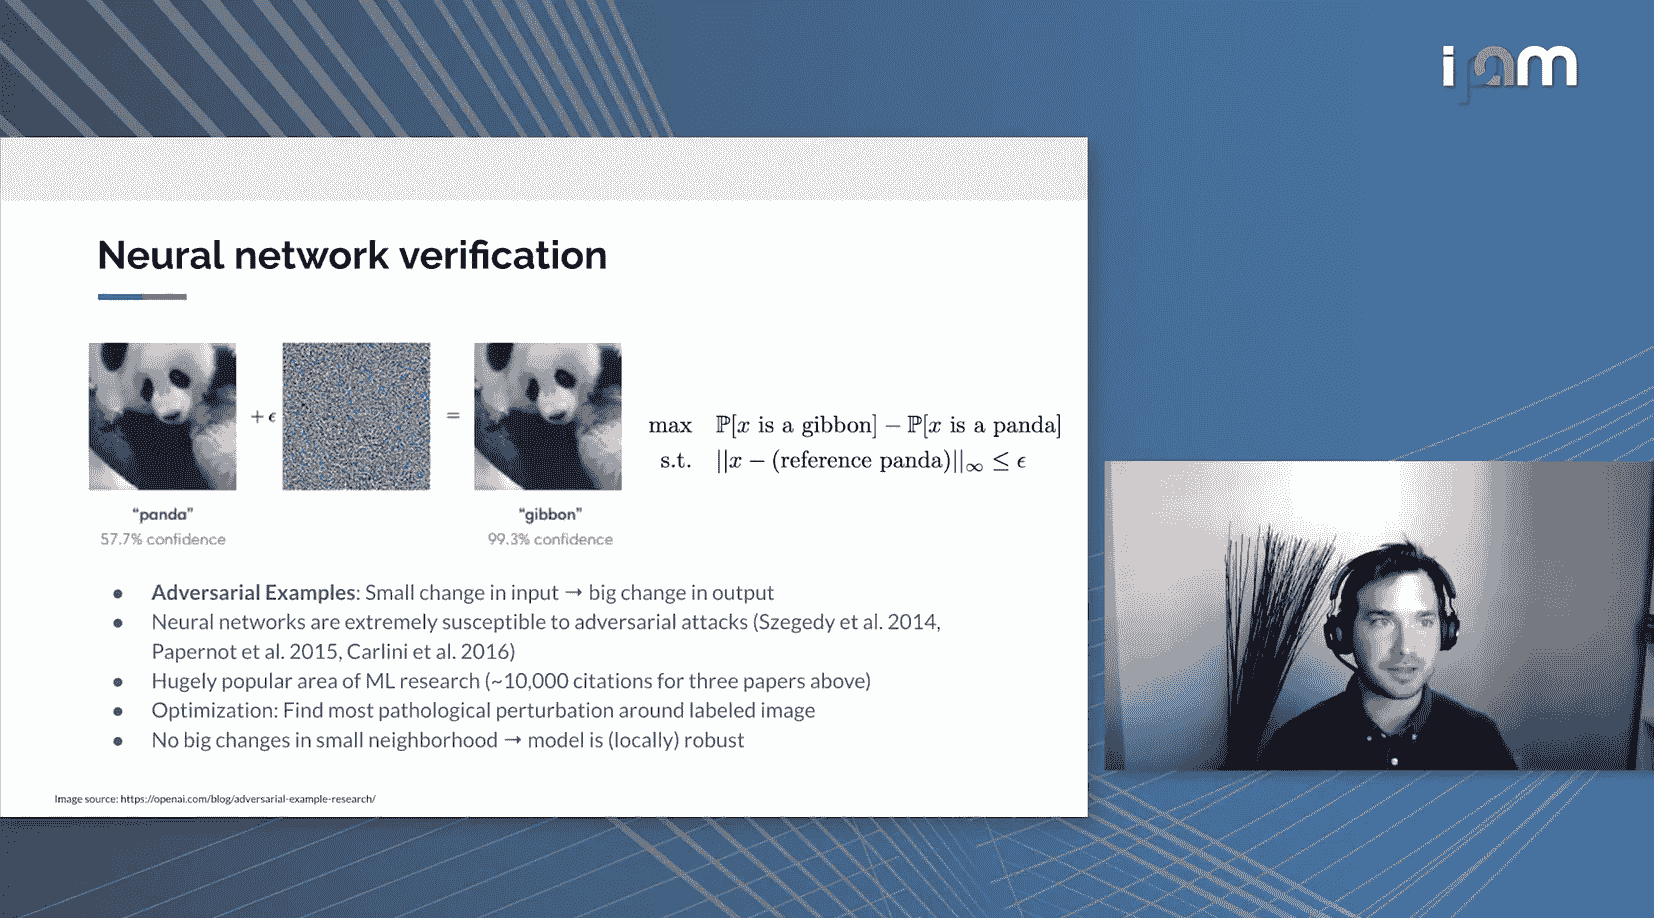 ipam
Neural network verification
+ ϵ
=
max ℙ[x is a gibbon] − ℙ[x is a panda]
s.t. ||x − (reference panda)||∞ ≤ ϵ
“panda”
57.7% confidence
“gibbon”
99.3% confidence
● Adversarial Examples: Small change in input → big change in output
● Neural networks are extremely susceptible to adversarial attacks (Szegedy et al. 2014,
Papernot et al. 2015, Carlini et al. 2016)
● Hugely popular area of ML research (~10,000 citations for three papers above)
● Optimization: Find most pathological perturbation around labeled image
● No big changes in small neighborhood → model is (locally) robust
Image source: https://openai.com/blog/adversarial-example-research/